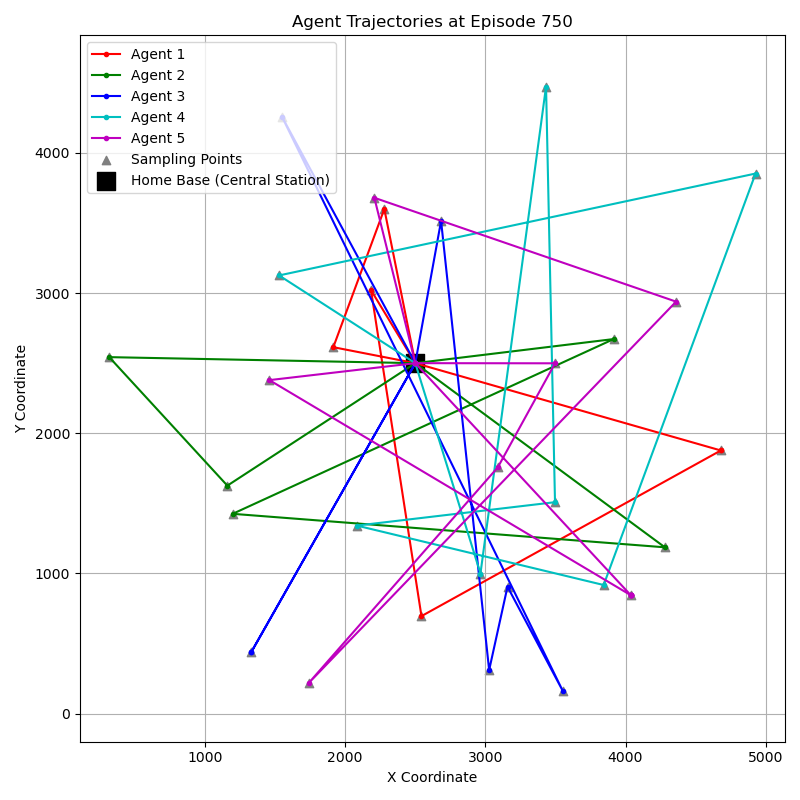 Agent Trajectories at Episode 750
Agent 1
Agent 2
Agent 3
Agent 4
Agent 5
Sampling Points
Home Base (Central Station)
4000
3000
2000
1000
0
Y Coordinate
1000 2000 3000 4000 5000
X Coordinate